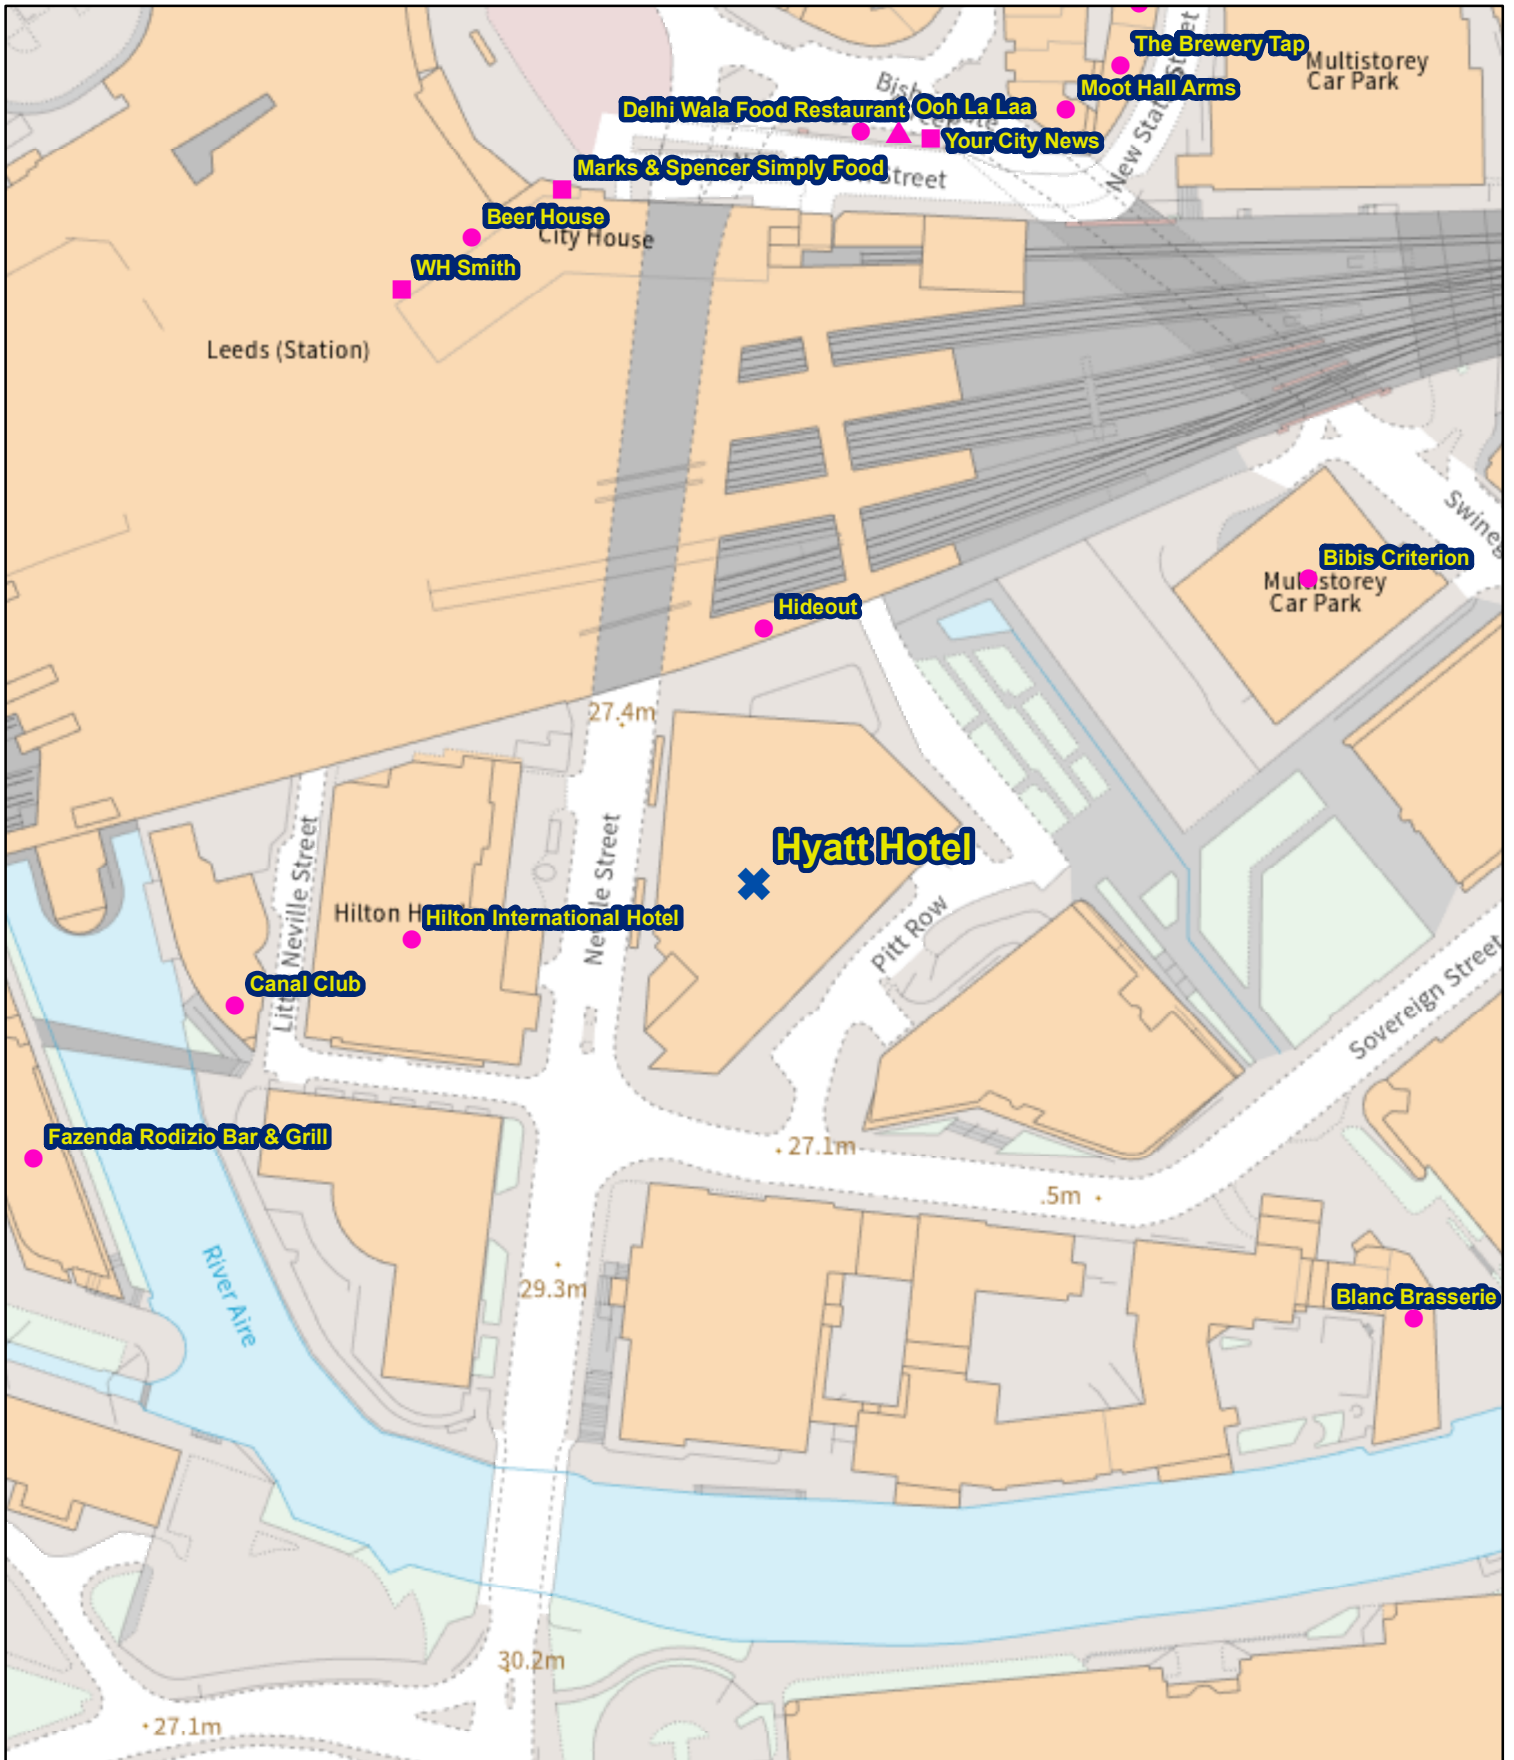 The Brewery Tap
Multistorey
Car Park
Moot Hall Arms
Delhi Wala Food Restaurant
Ooh La Laa
Your City News
New Stat Street
Street
Marks & Spencer Simply Food
Beer House
City House
WH Smith
Leeds (Station)
Bibis Criterion
Multistorey
Car Park
Hideout
27.4m
Hyatt Hotel
Neville Street
Little Neville Street
Hilton H
Hilton International Hotel
Pitt Row
Canal Club
Sovereign Street
Fazenda Rodizio Bar & Grill
27.1m
.5m
River Aire
29.3m
Blanc Brasserie
30.2m
27.1m